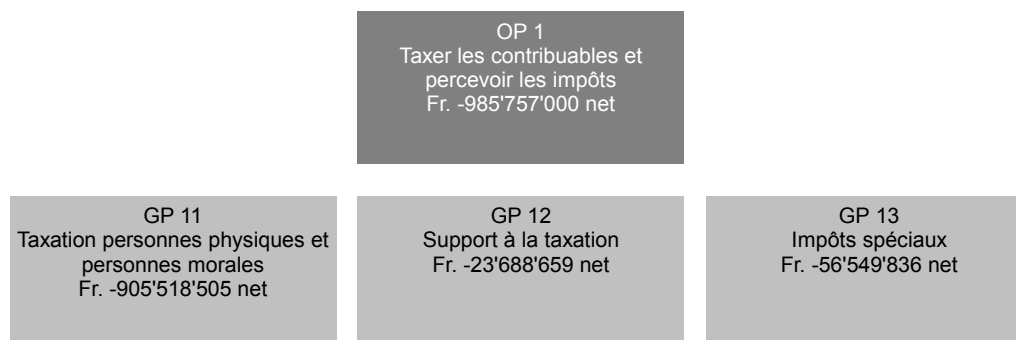 OP 1
Taxer les contribuables et
percevoir les impôts
Fr. -985'757'000 net
GP 11
Taxation personnes physiques et
personnes morales
Fr. -905'518'505 net
GP 12
Support à la taxation
Fr. -23'688'659 net
GP 13
Impôts spéciaux
Fr. -56'549'836 net